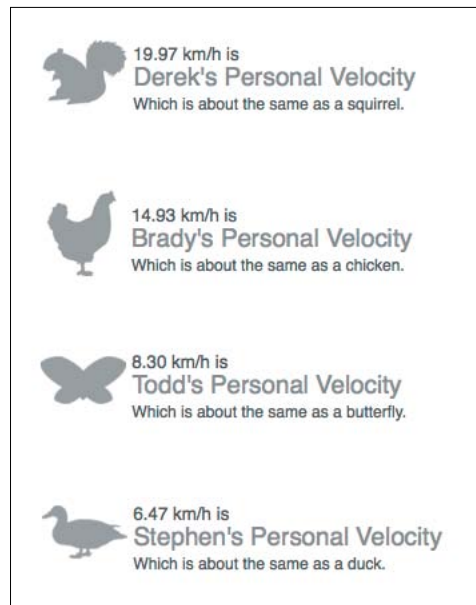 19.97 km/h is
Derek's Personal Velocity
Which is about the same as a squirrel.
14.93 km/h is
Brady's Personal Velocity
Which is about the same as a chicken.
8.30 km/h is
Todd's Personal Velocity
Which is about the same as a butterfly.
6.47 km/h is
Stephen's Personal Velocity
Which is about the same as a duck.